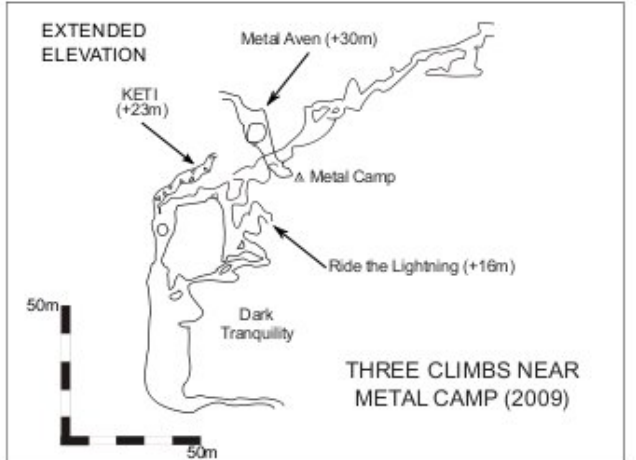 EXTENDED
ELEVATION
Metal Aven (+30m)
KETI
(+23m)
Metal Camp
Ride the Lightning (+16m)
50m
Dark
Tranquility
THREE CLIMBS NEAR
METAL CAMP (2009)
50m